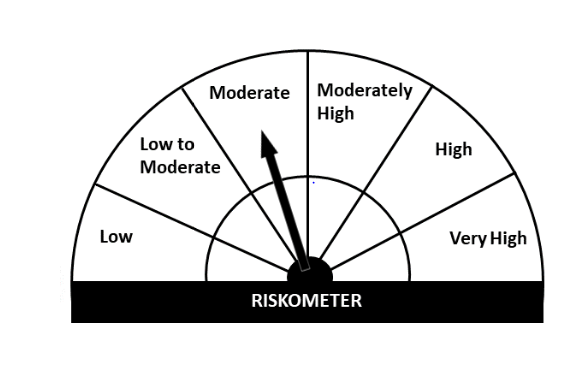 Moderate
Moderately
High
Low to
Moderate
High
Low
Very High
RISKOMETER